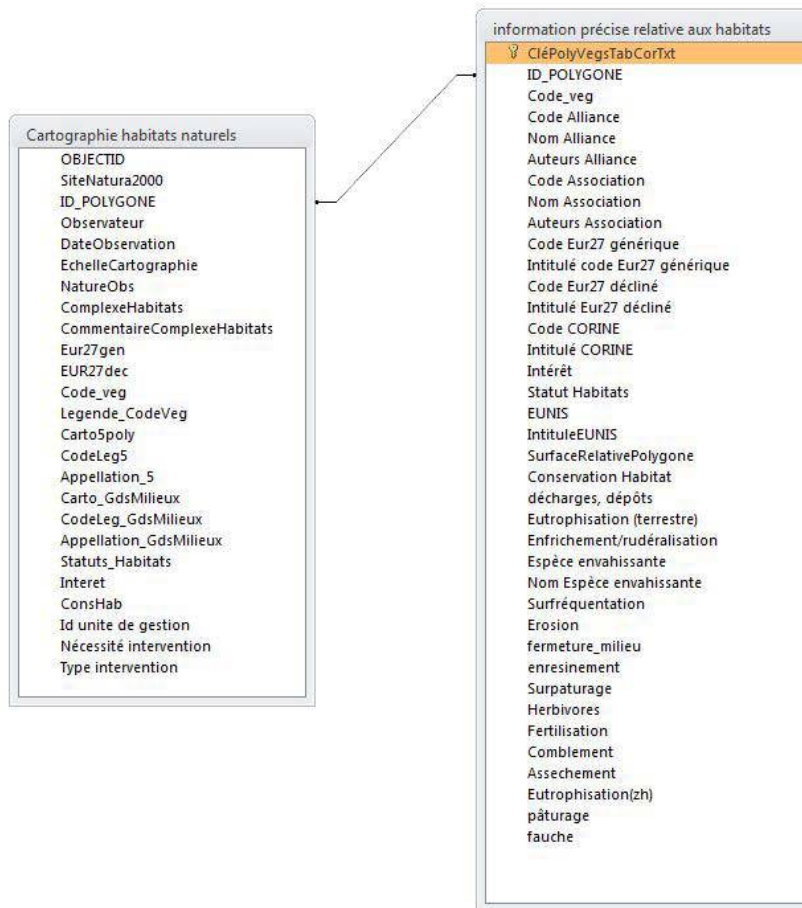 Cartographie habitats naturels
OBJECTID
SiteNatura2000
ID_POLYGONE
Observateur
DateObservation
EchelleCartographie
NatureObs
ComplexeHabitats
CommentaireComplexeHabitats
Eur27gen
EUR27dec
Code_veg
Legende_CodeVeg
Carto5poly
CodeLeg5
Appellation_5
Carto_GdsMilieux
CodeLeg_GdsMilieux
Appellation_GdsMilieux
Statuts_Habitats
Interet
ConsHab
Id unite de gestion
Nécessité intervention
Type intervention
information précise relative aux habitats
CléPolyVegsTabCorTxt
ID_POLYGONE
Code_veg
Code Alliance
Nom Alliance
Auteurs Alliance
Code Association
Nom Association
Auteurs Association
Code Eur27 générique
Intitulé code Eur27 générique
Code Eur27 décliné
Intitulé Eur27 décliné
Code CORINE
Intitulé CORINE
Intérêt
Statut Habitats
EUNIS
IntituleEUNIS
SurfaceRelativePolygone
Conservation Habitat
décharges, dépôts
Eutrophisation (terrestre)
Enfrichement/rudéralisation
Espèce envahissante
Nom Espèce envahissante
Surfréquentation
Erosion
fermeture_milieu
enresinement
Surpaturage
Herbivores
Fertilisation
Comblement
Assechement
Eutrophisation(zh)
pâturage
fauche